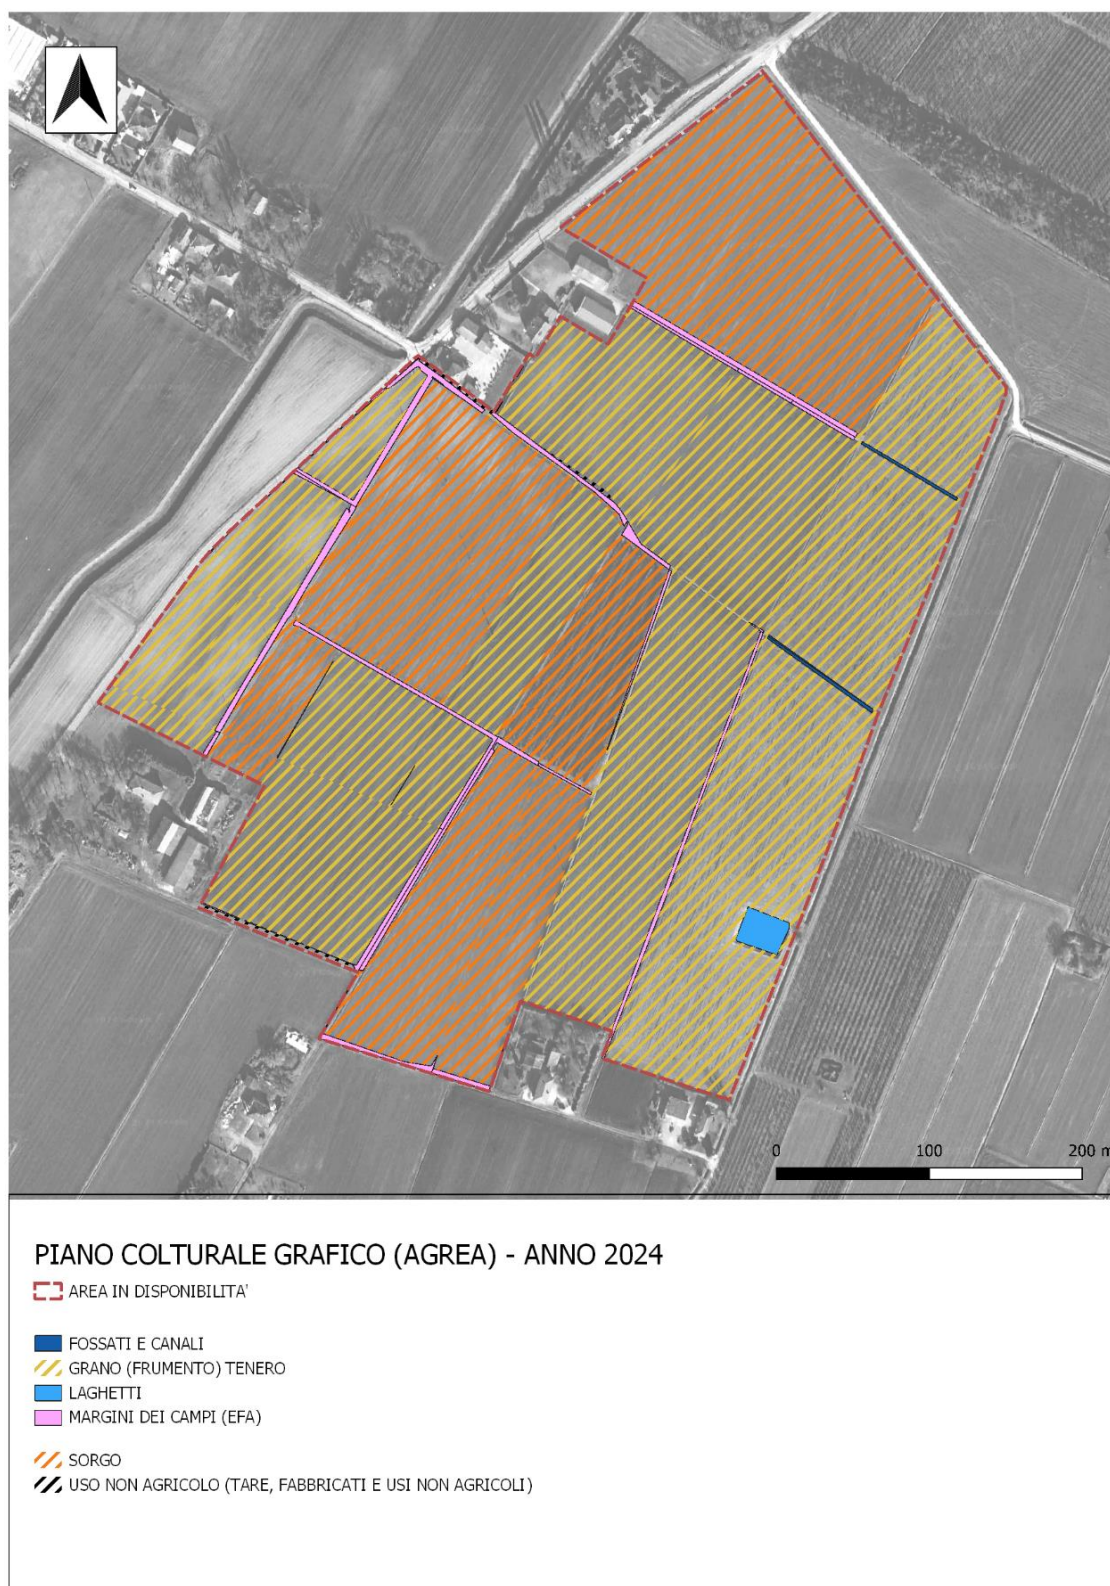 0 100 200 m
PIANO COLTURALE GRAFICO (AGREA) - ANNO 2024
AREA IN DISPONIBILITA'
FOSSATI E CANALI
GRANO (FRUMENTO) TENERO
LAGHETTI
MARGINI DEI CAMPI (EFA)
SORGO
USO NON AGRICOLO (TARE, FABBRICATI E USI NON AGRICOLI)